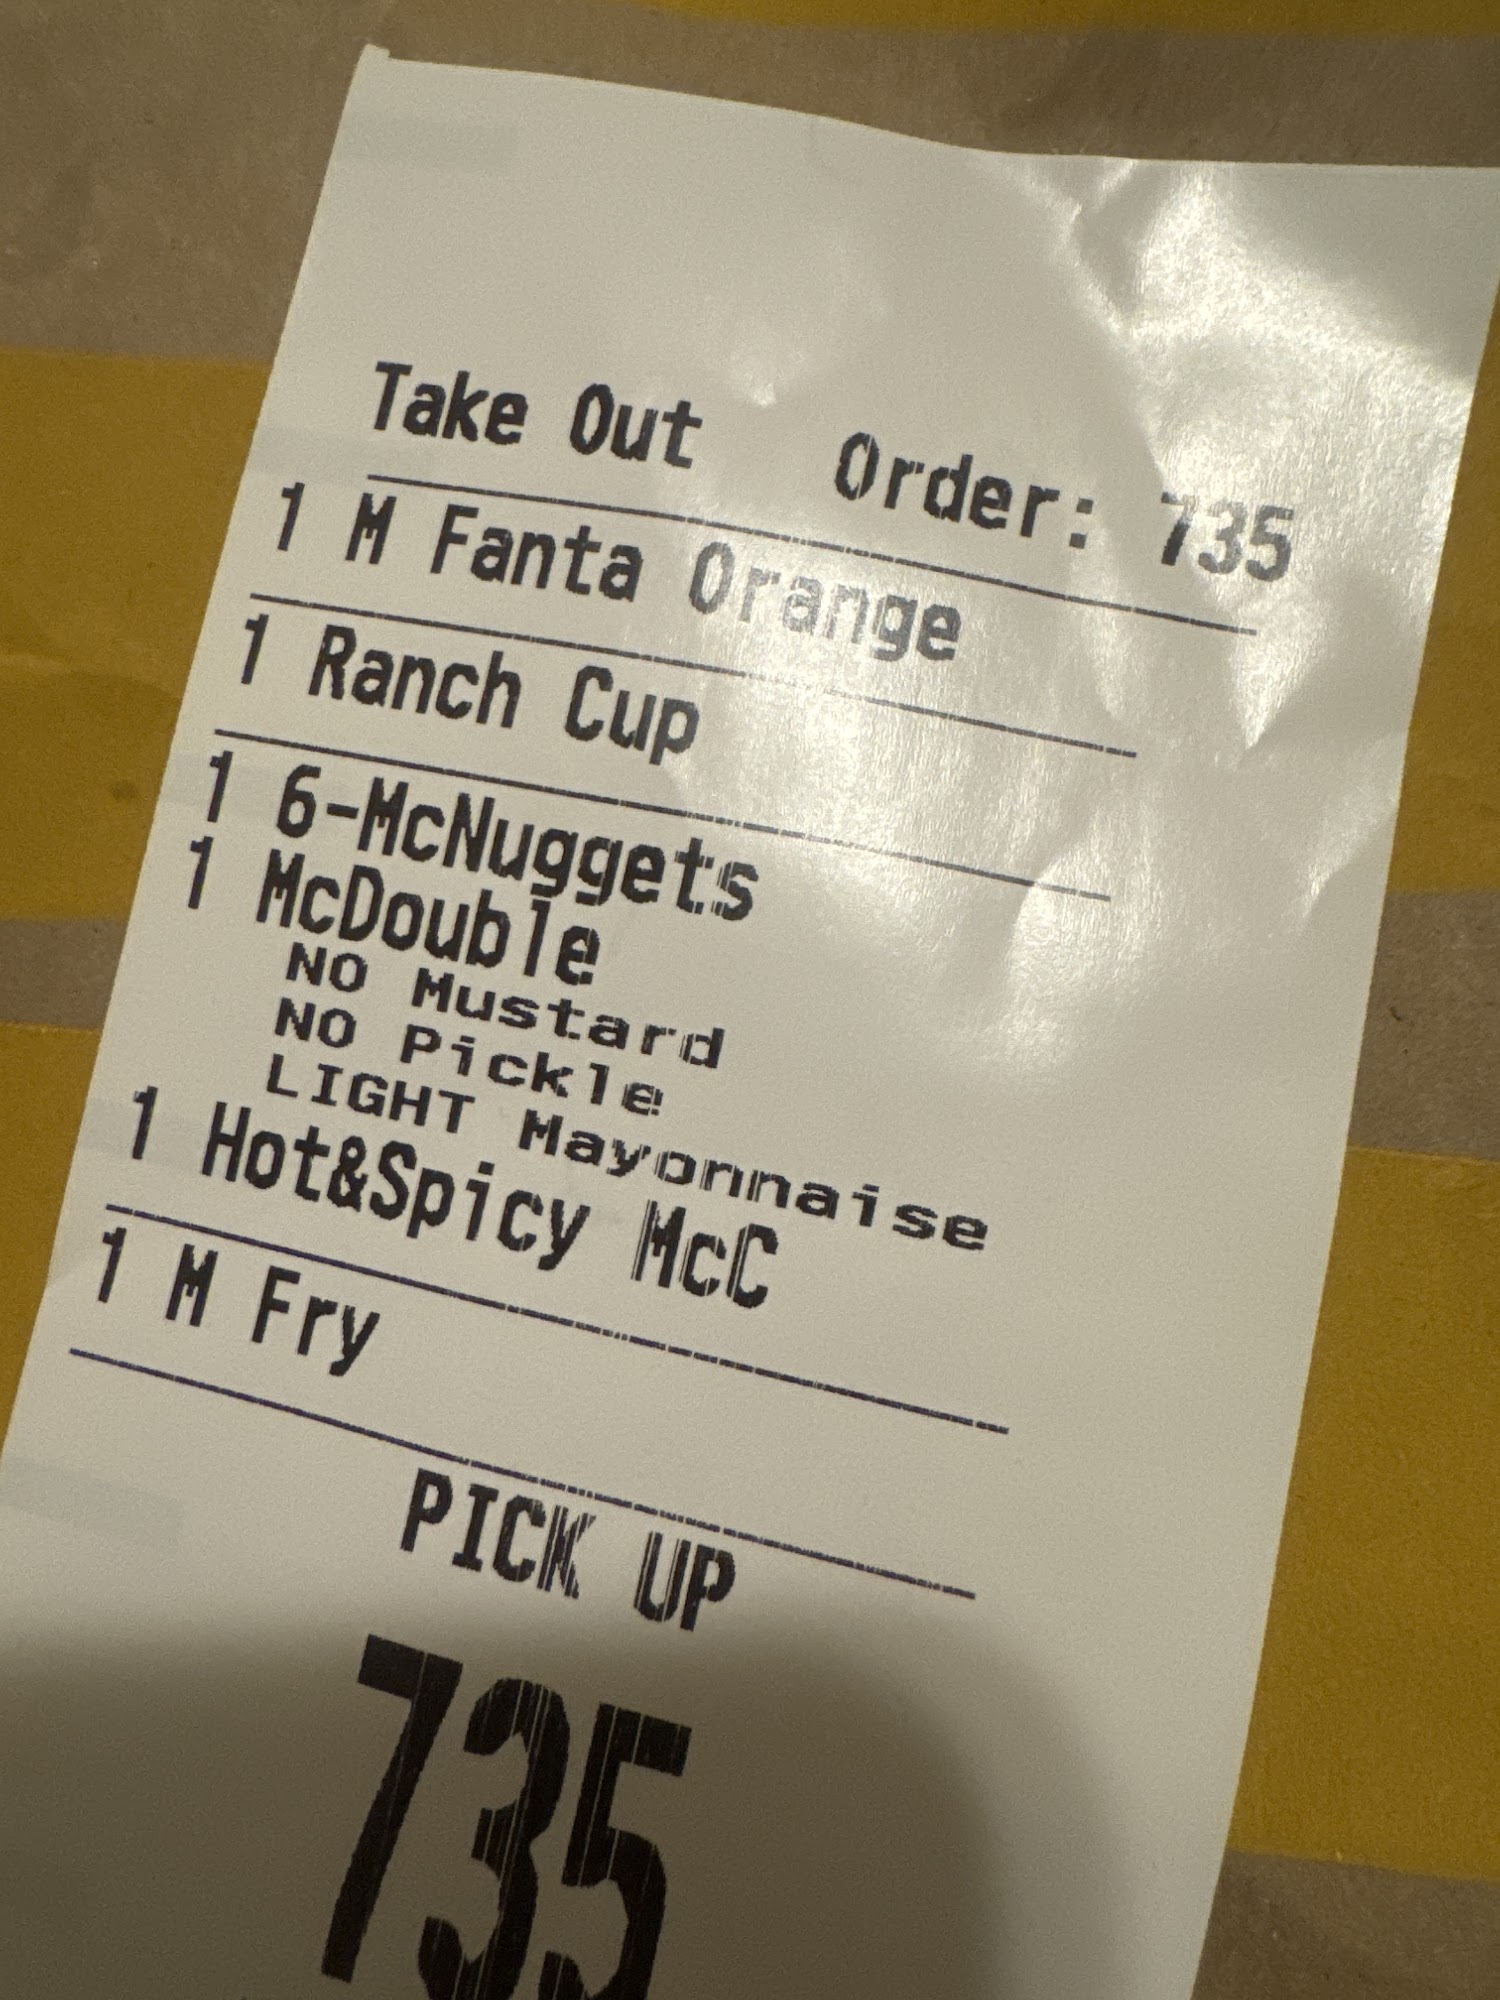 Take Out Order: 735
1 M Fanta Orange
1 Ranch Cup
1 6-McNuggets
1 McDouble
NO Mustard
NO Pickle
LIGHT Mayonnaise
1 Hot&Spicy McC
1 M Fry
PICK UP
735